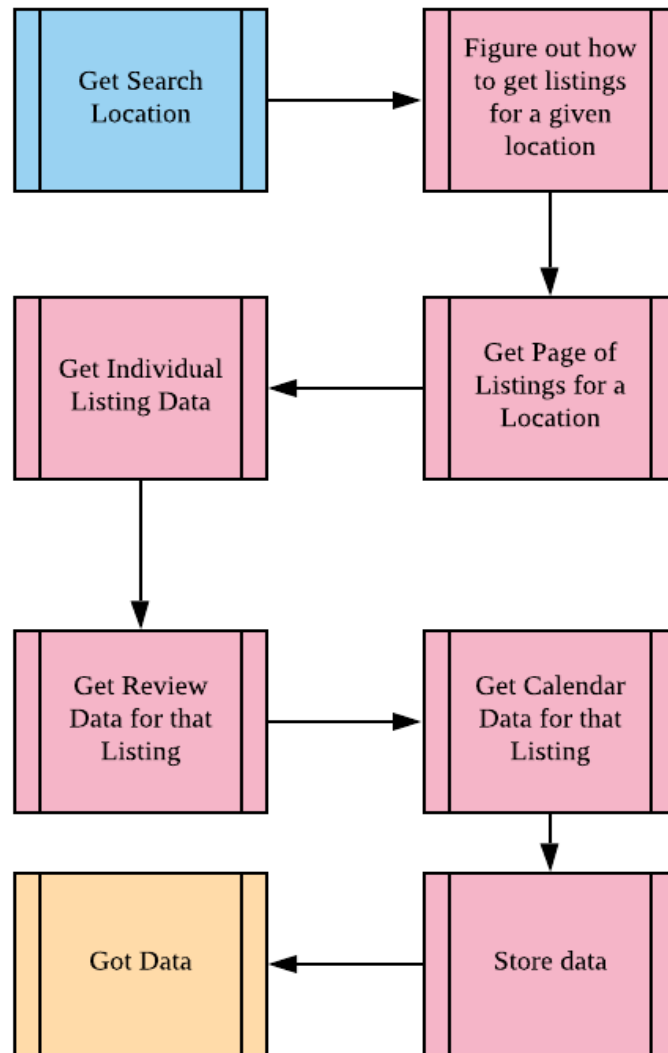 Get Search
Location
Figure out how
to get listings
for a given
location
Get Page of
Listings for a
Location
Get Individual
Listing Data
Get Review
Data for that
Listing
Get Calendar
Data for that
Listing
Store data
Got Data